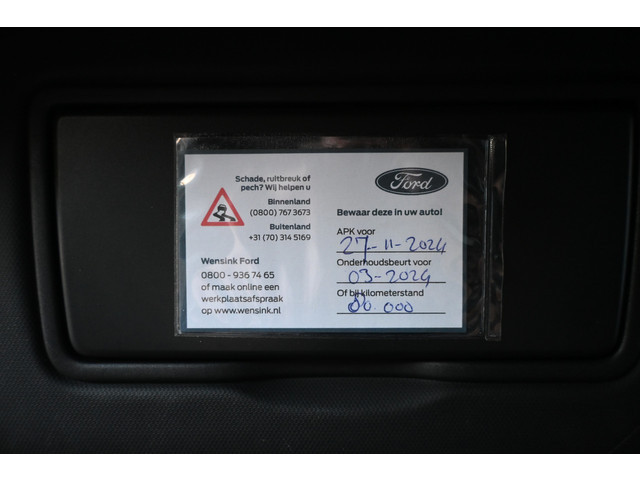 Schade, ruitbreuk of
pech? Wij helpen u
Binnenland
(0800) 767 3673
Buitenland
+31 (70) 314 5169
Wensink Ford
0800 - 936 74 65
of maak online een
werkplaatsafspraak
op www.wensink.nl
Ford
Bewaar deze in uw auto!
APK voor
27-11-2024
Onderhoudsbeurt voor
03-2024
Of bij kilometerstand